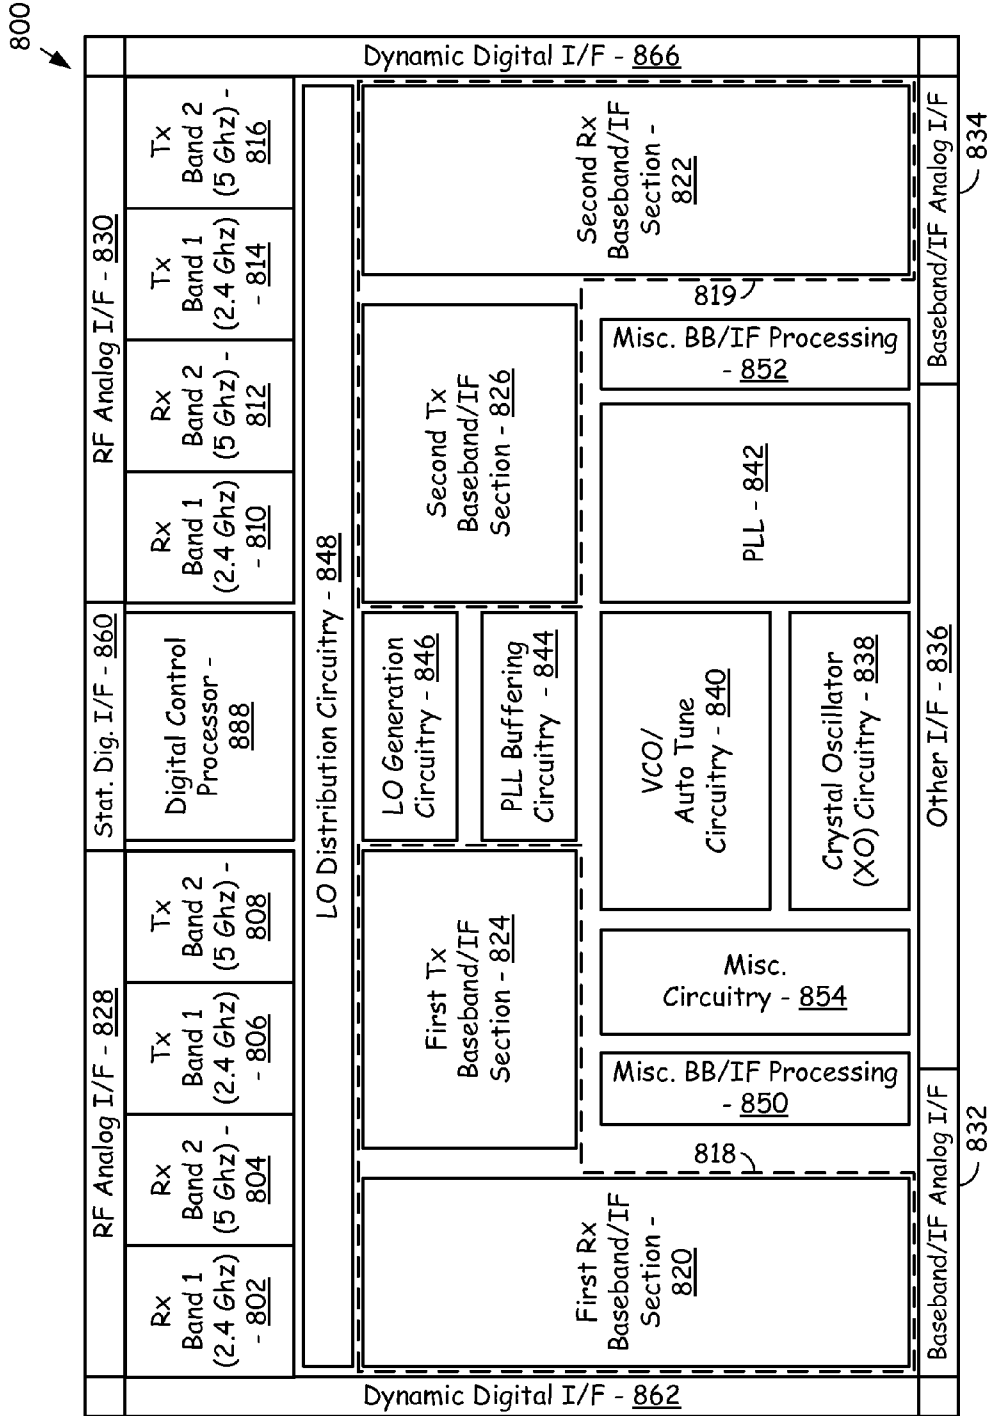 800
Dynamic Digital I/F - 866
RF Analog I/F - 828
Stat. Dig. I/F - 860
RF Analog I/F - 830
Rx
Band 1
(2.4 Ghz)
- 802
Rx
Band 2
(5 Ghz) -
804
Tx
Band 1
(2.4 Ghz)
- 806
Tx
Band 2
(5 Ghz) -
808
Digital Control
Processor -
888
Rx
Band 1
(2.4 Ghz)
- 810
Rx
Band 2
(5 Ghz) -
812
Tx
Band 1
(2.4 Ghz)
- 814
Tx
Band 2
(5 Ghz) -
816
LO Distribution Circuitry - 848
First Tx
Baseband/IF
Section - 824
LO Generation
Circuitry - 846
PLL Buffering
Circuitry - 844
Second Tx
Baseband/IF
Section - 826
First Rx
Baseband/IF
Section -
820
818
Misc. BB/IF Processing
- 850
Misc.
Circuitry - 854
VCO/
Auto Tune
Circuitry - 840
Crystal Oscillator
(XO) Circuitry - 838
PLL - 842
Misc. BB/IF Processing
- 852
819
Second Rx
Baseband/IF
Section -
822
Baseband/IF Analog I/F
832
Other I/F - 836
Baseband/IF Analog I/F
834
Dynamic Digital I/F - 862